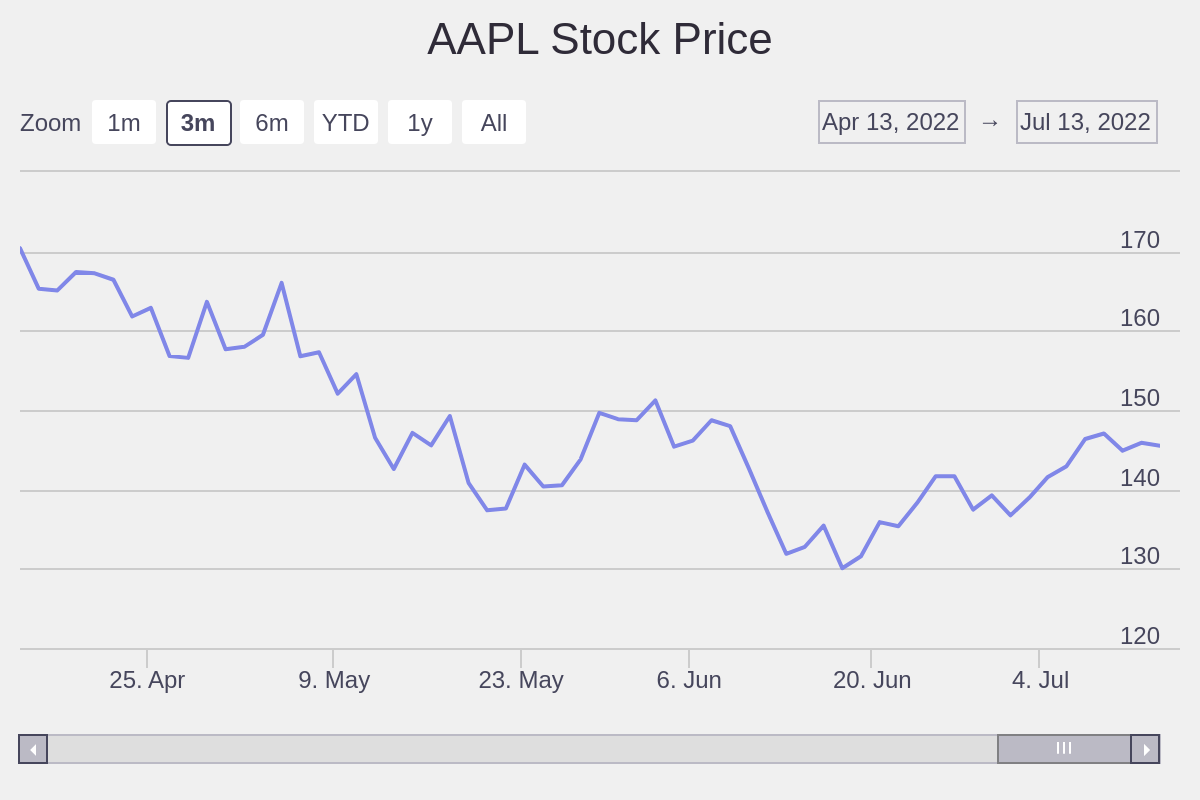 AAPL Stock Price
Zoom 1m 3m 6m YTD 1y All Apr 13, 2022 → Jul 13, 2022
170
160
150
140
130
120
25. Apr 9. May 23. May 6. Jun 20. Jun 4. Jul